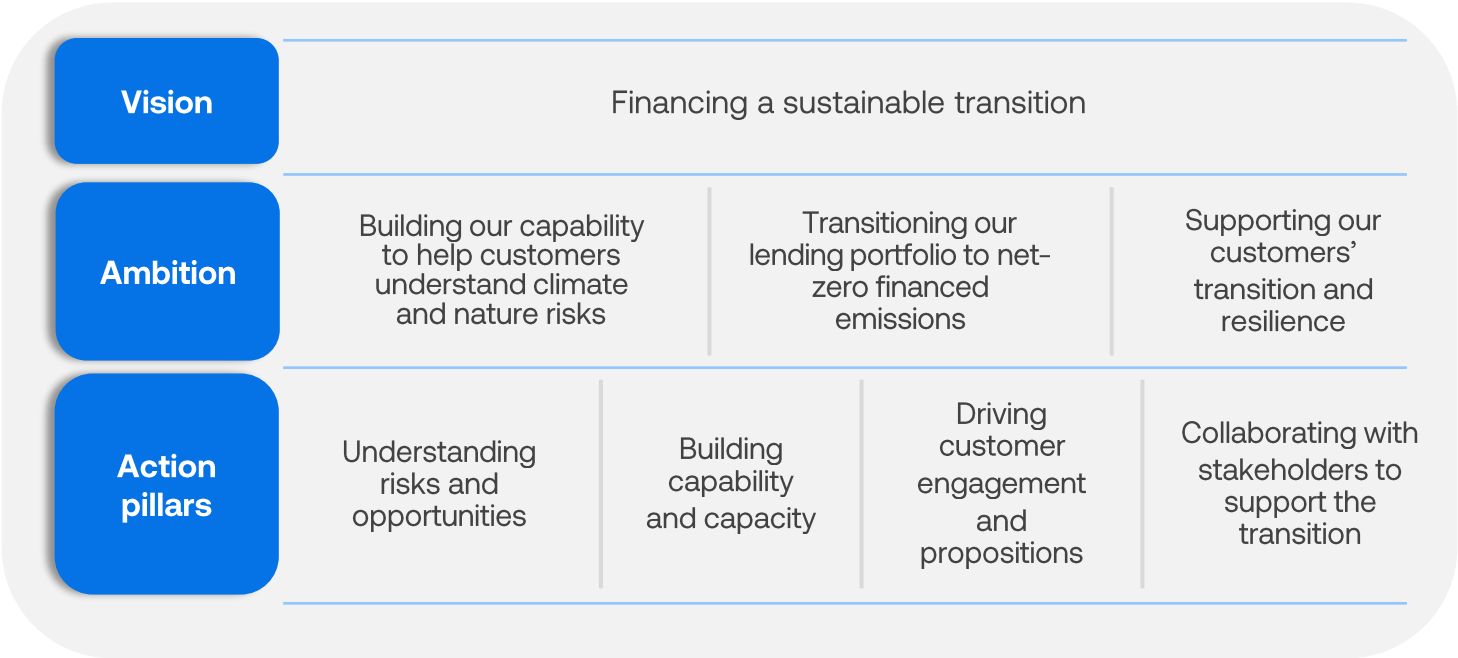 Vision
Financing a sustainable transition
Ambition
Building our capability
to help customers
understand climate
and nature risks
Transitioning our
lending portfolio to net-
zero financed
emissions
Supporting our
customers’
transition and
resilience
Action
pillars
Understanding
risks and
opportunities
Building
capability
and capacity
Driving
customer
engagement
and
propositions
Collaborating with
stakeholders to
support the
transition